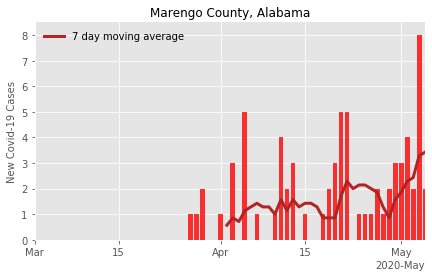 Marengo County, Alabama
7 day moving average
New Covid-19 Cases
8
7
6
5
4
3
2
1
0
Mar
15
Apr
15
May
2020-May